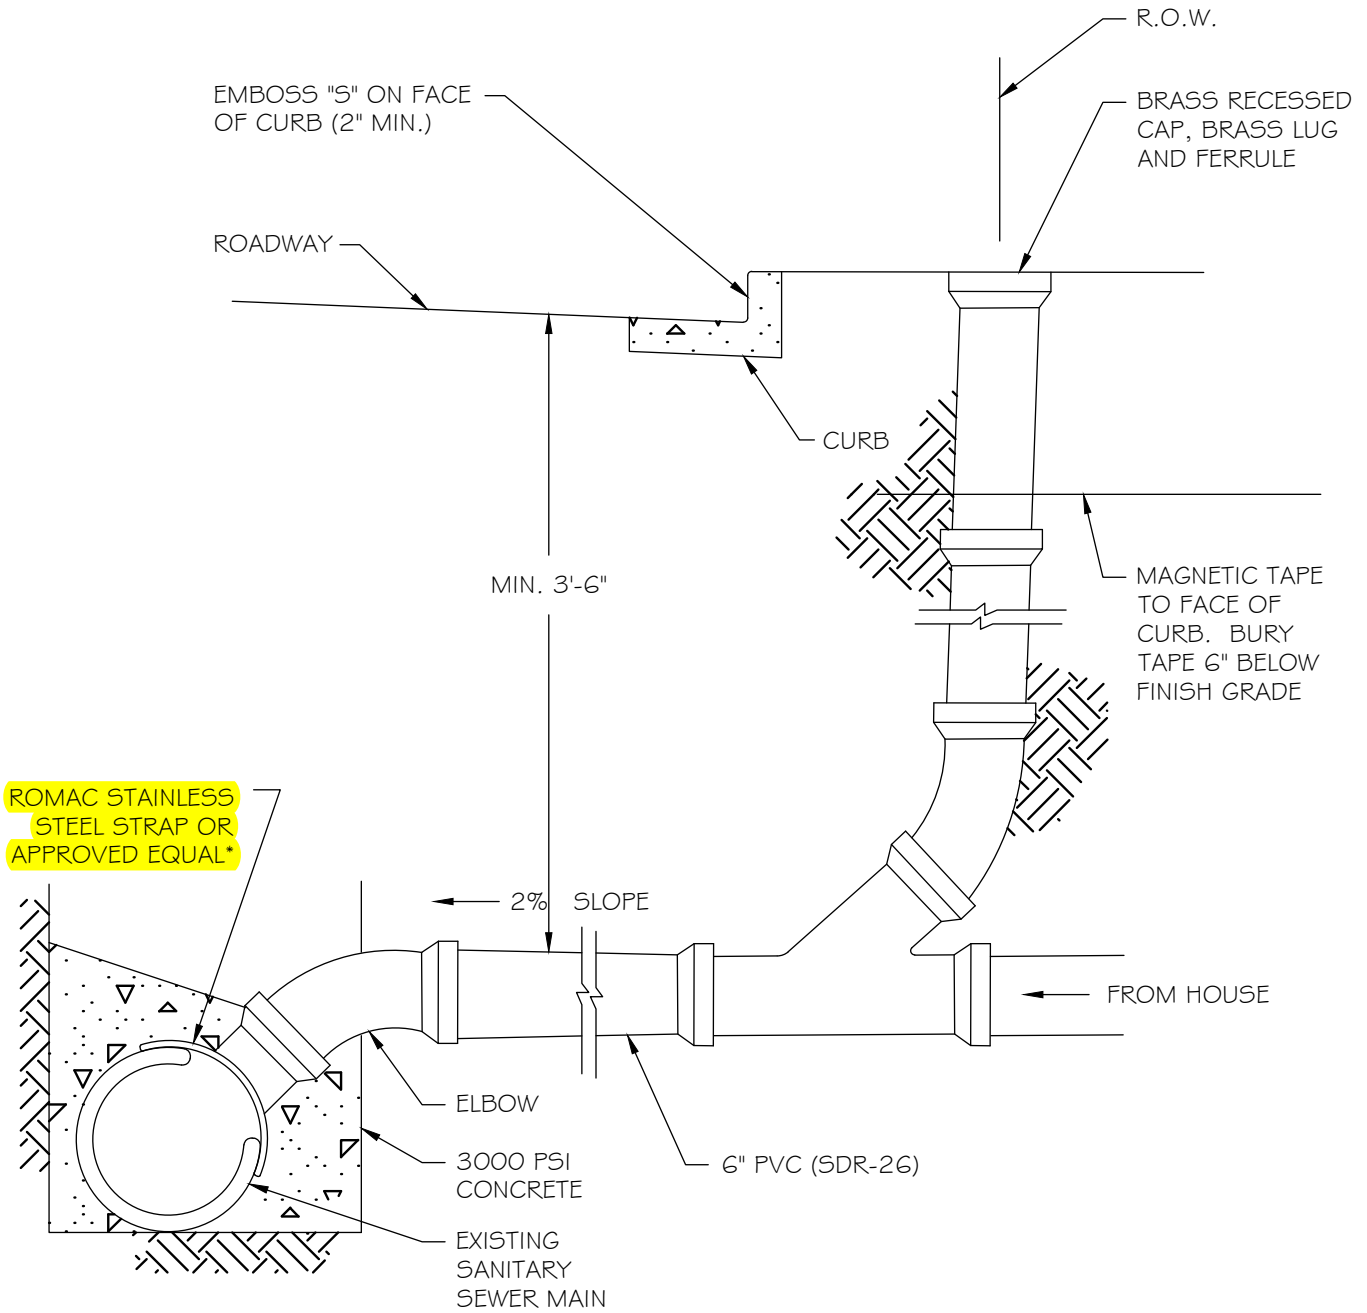 R.O.W.
EMBOSS "S" ON FACE
OF CURB (2" MIN.)
BRASS RECESSED
CAP, BRASS LUG
AND FERRULE
ROADWAY
CURB
MIN. 3'-6"
MAGNETIC TAPE
TO FACE OF
CURB. BURY
TAPE 6" BELOW
FINISH GRADE
ROMAC STAINLESS
STEEL STRAP OR
APPROVED EQUAL*
2% SLOPE
FROM HOUSE
ELBOW
3000 PSI
CONCRETE
6" PVC (SDR-26)
EXISTING
SANITARY
SEWER MAIN